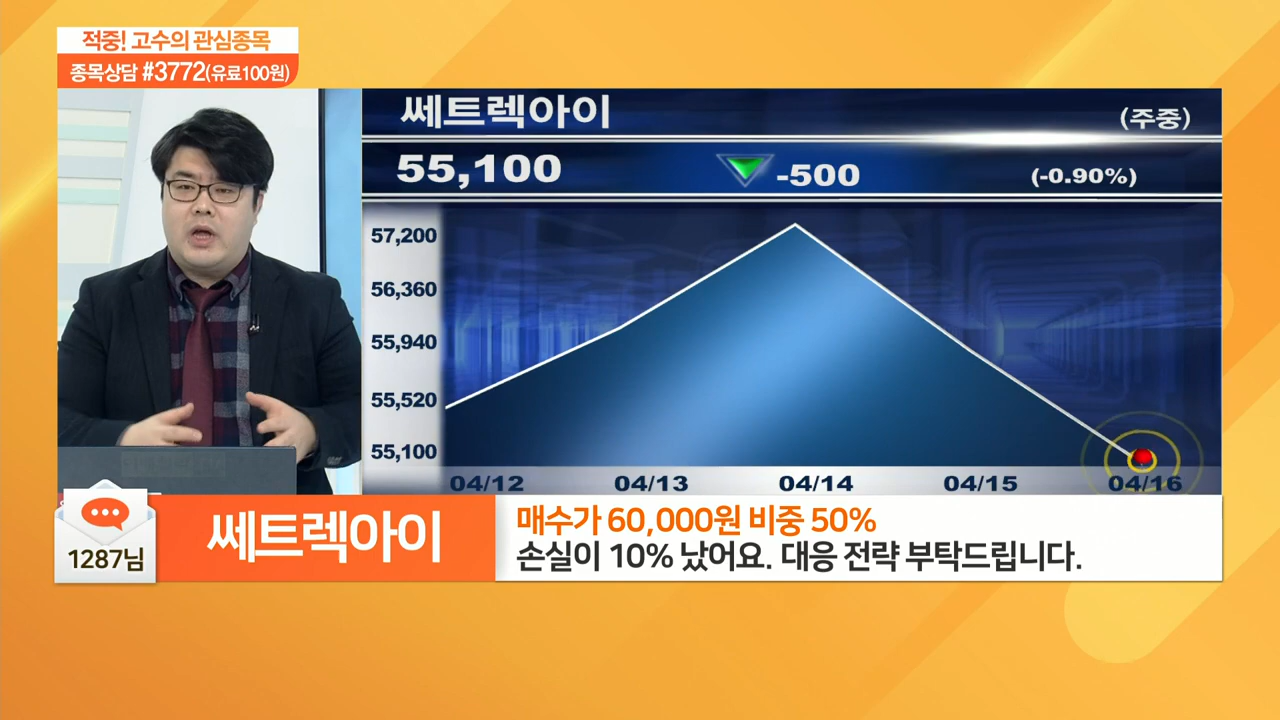 적중! 고수의 관심종목
종목상담 #3772(유료100원)
쎄트렉아이
(주중)
55,100
-500
(-0.90%)
57,200
56,360
55,940
55,520
55,100
04/12 04/13 04/14 04/15 04/16
1287님
쎄트렉아이
매수가 60,000원 비중 50%
손실이 10% 났어요. 대응 전략 부탁드립니다.